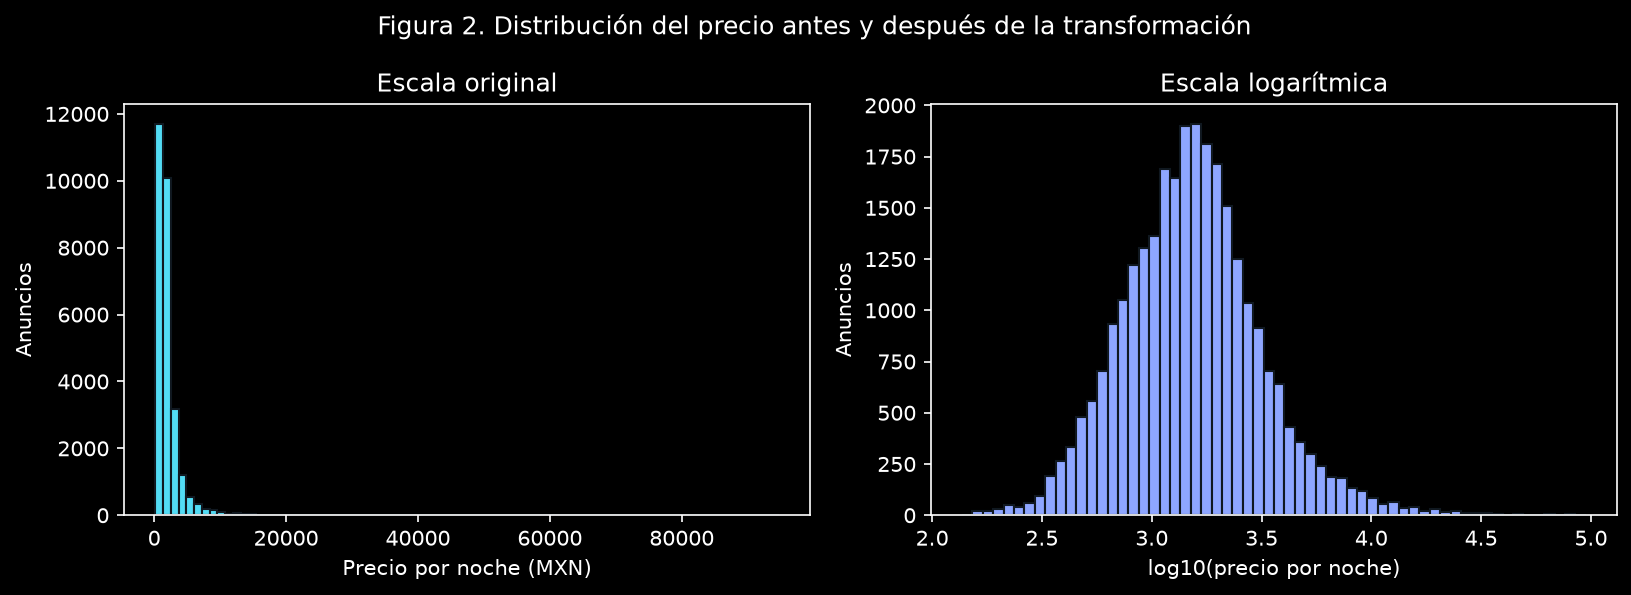 Figura 2. Distribución del precio antes y después de la transformación
Escala original
12000
10000
8000
6000
4000
2000
0
Anuncios
0 20000 40000 60000 80000
Precio por noche (MXN)
Escala logarítmica
2000
1750
1500
1250
1000
750
500
250
0
Anuncios
2.0 2.5 3.0 3.5 4.0 4.5 5.0
log10(precio por noche)